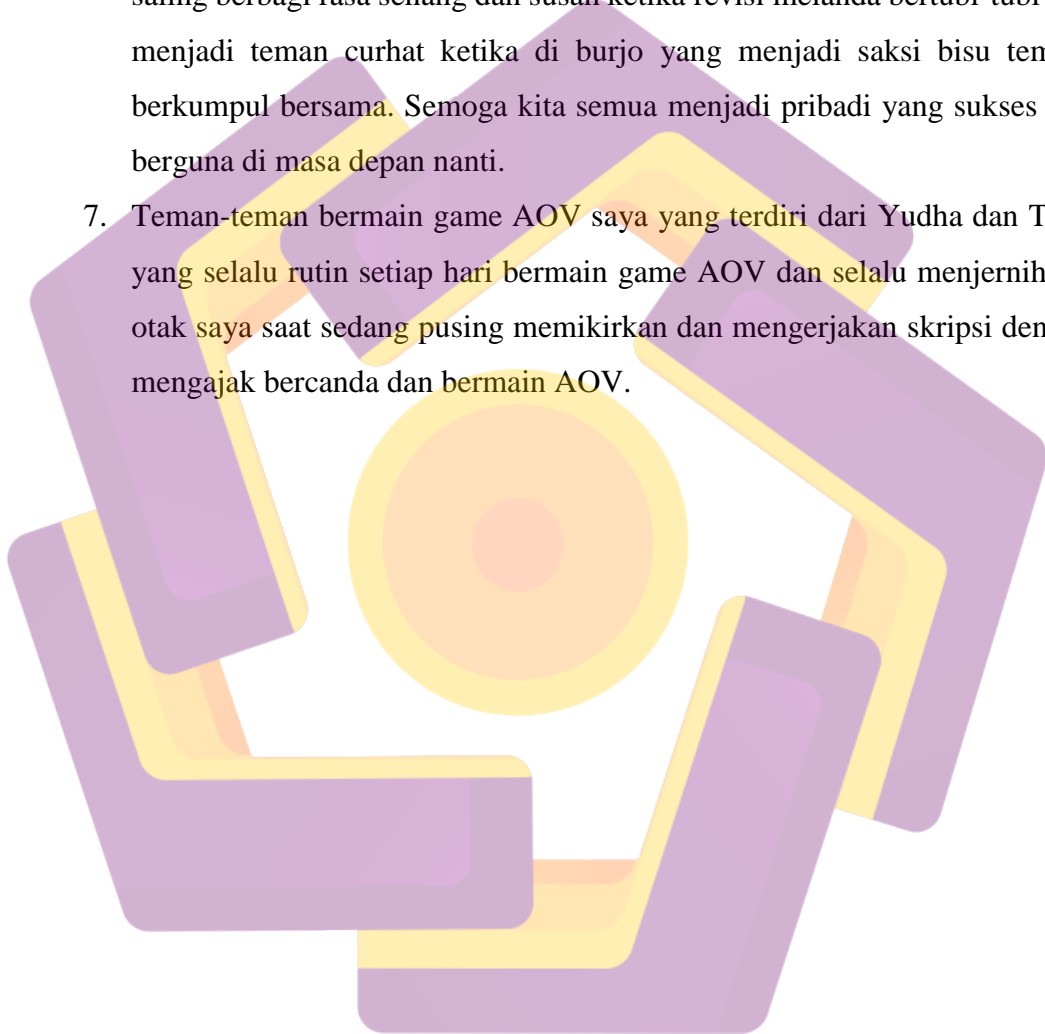 saling berbagi rasa senang dan susah ketika revisi melanda bertubi-tubi
menjadi teman curhat ketika di burjo yang menjadi saksi bisu
berkumpul bersama. Semoga kita semua menjadi pribadi yang sukses
berguna di masa depan nanti.
7. Teman-teman bermain game AOV saya yang terdiri dari Yudha dan
yang selalu rutin setiap hari bermain game AOV dan selalu
otak saya saat sedang pusing memikirkan dan mengerjakan skripsi
mengajak bercanda dan bermain AOV.